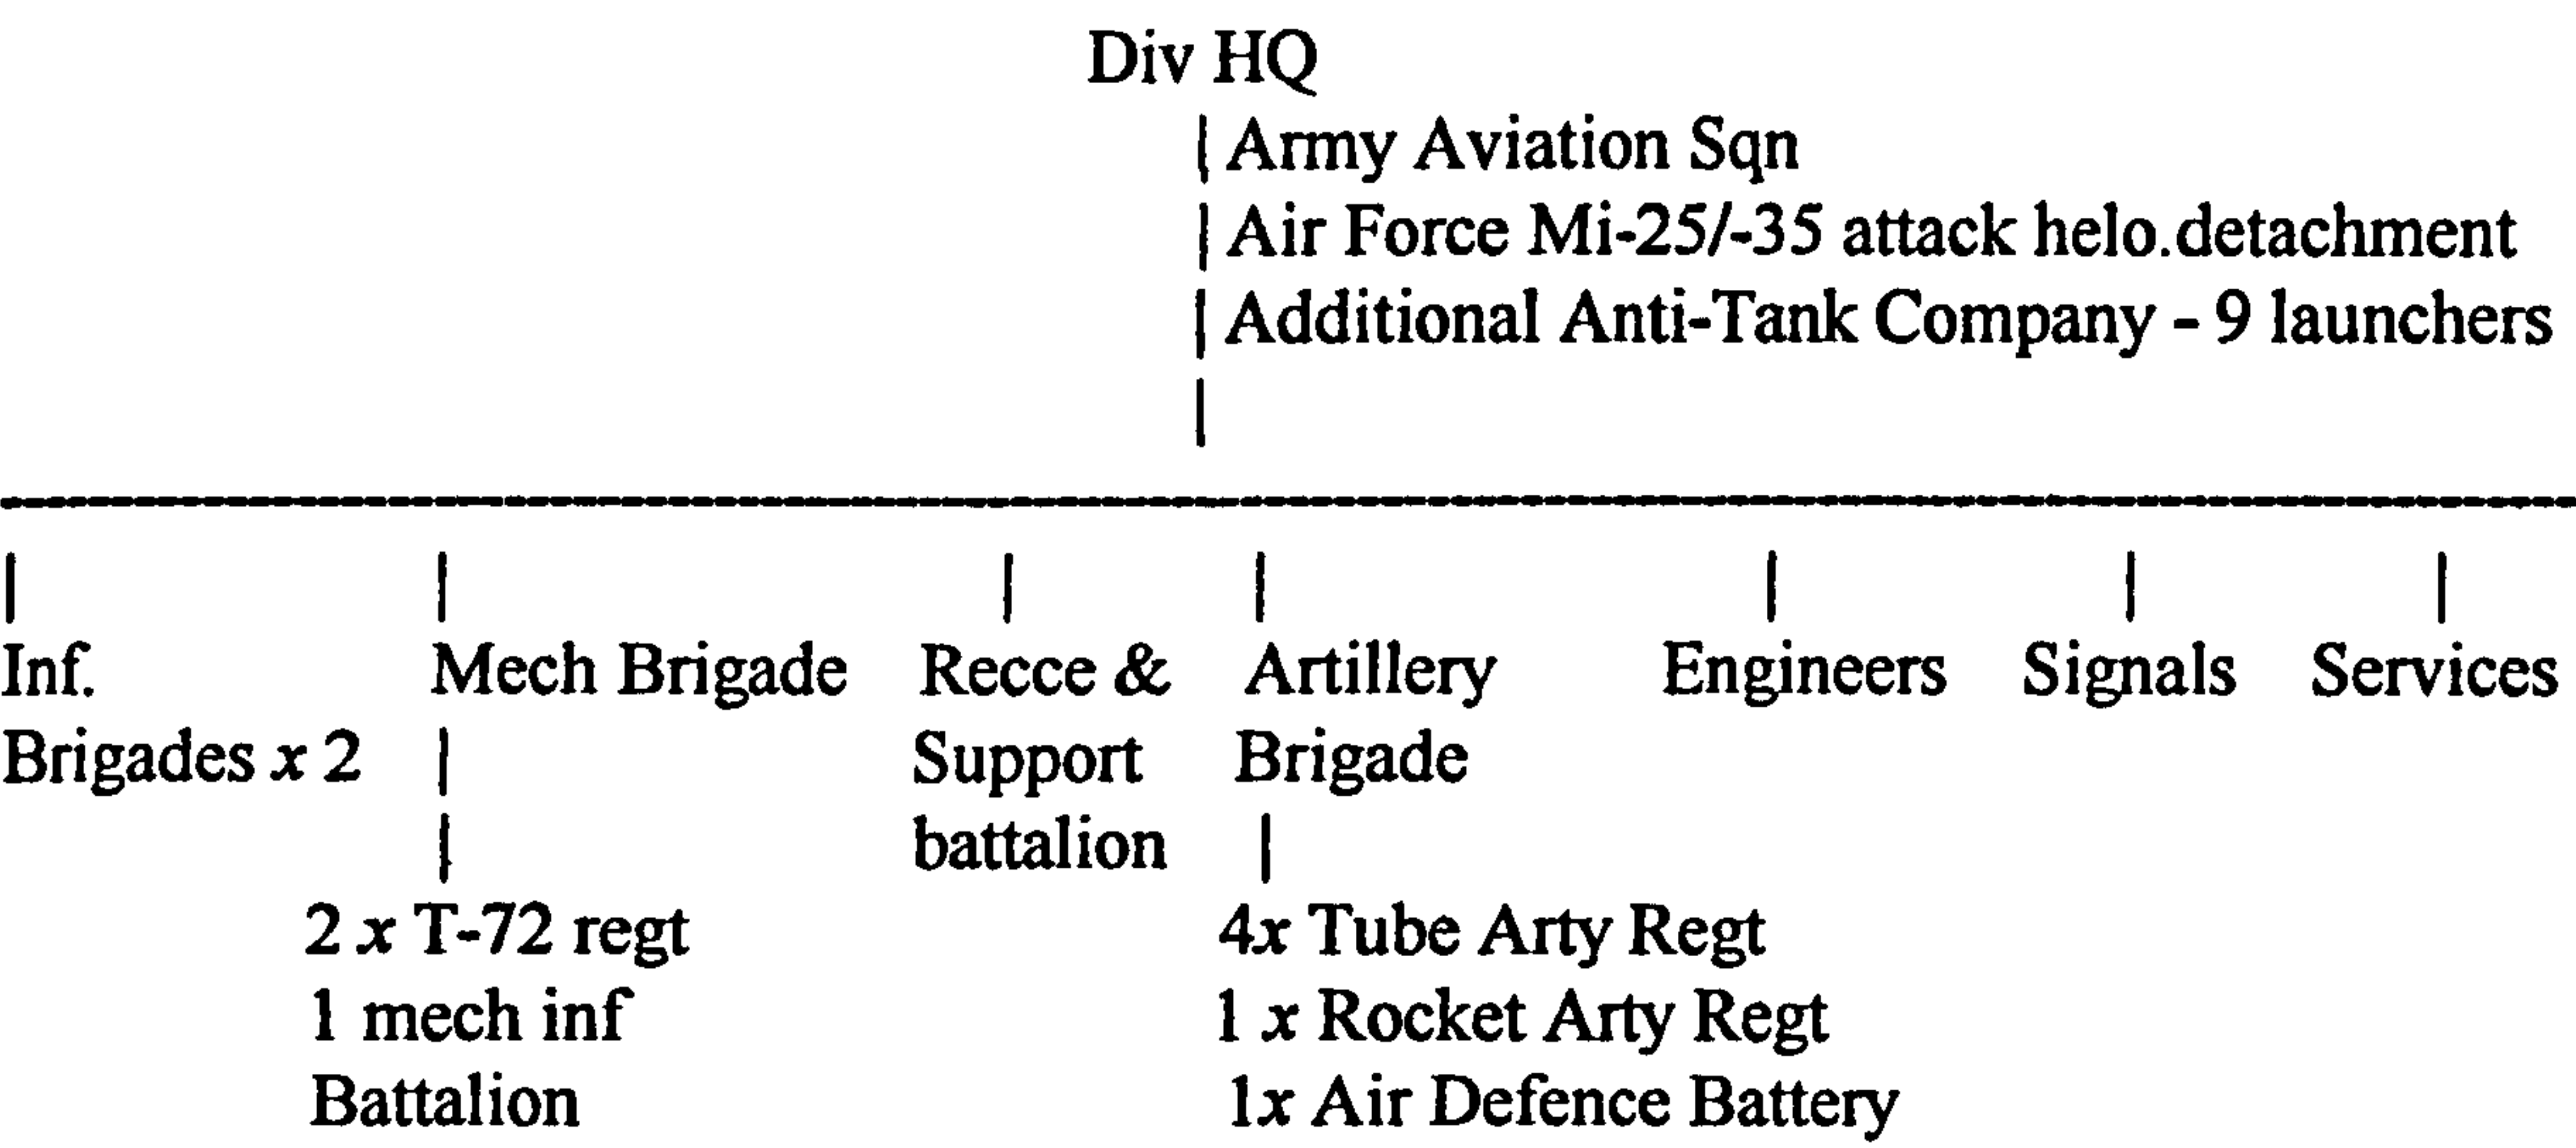 Div HQ
Army Aviation Sqn
Air Force Mi-25/-35 attack helo.detachment
Additional Anti-Tank Company - 9 launchers
Inf. Mech Brigade Recce & Artillery Engineers Signals Services
Brigades x 2 Support Brigade
battalion
2 x T-72 regt 4x Tube Arty Regt
1 mech inf 1 x Rocket Arty Regt
Battalion 1x Air Defence Battery